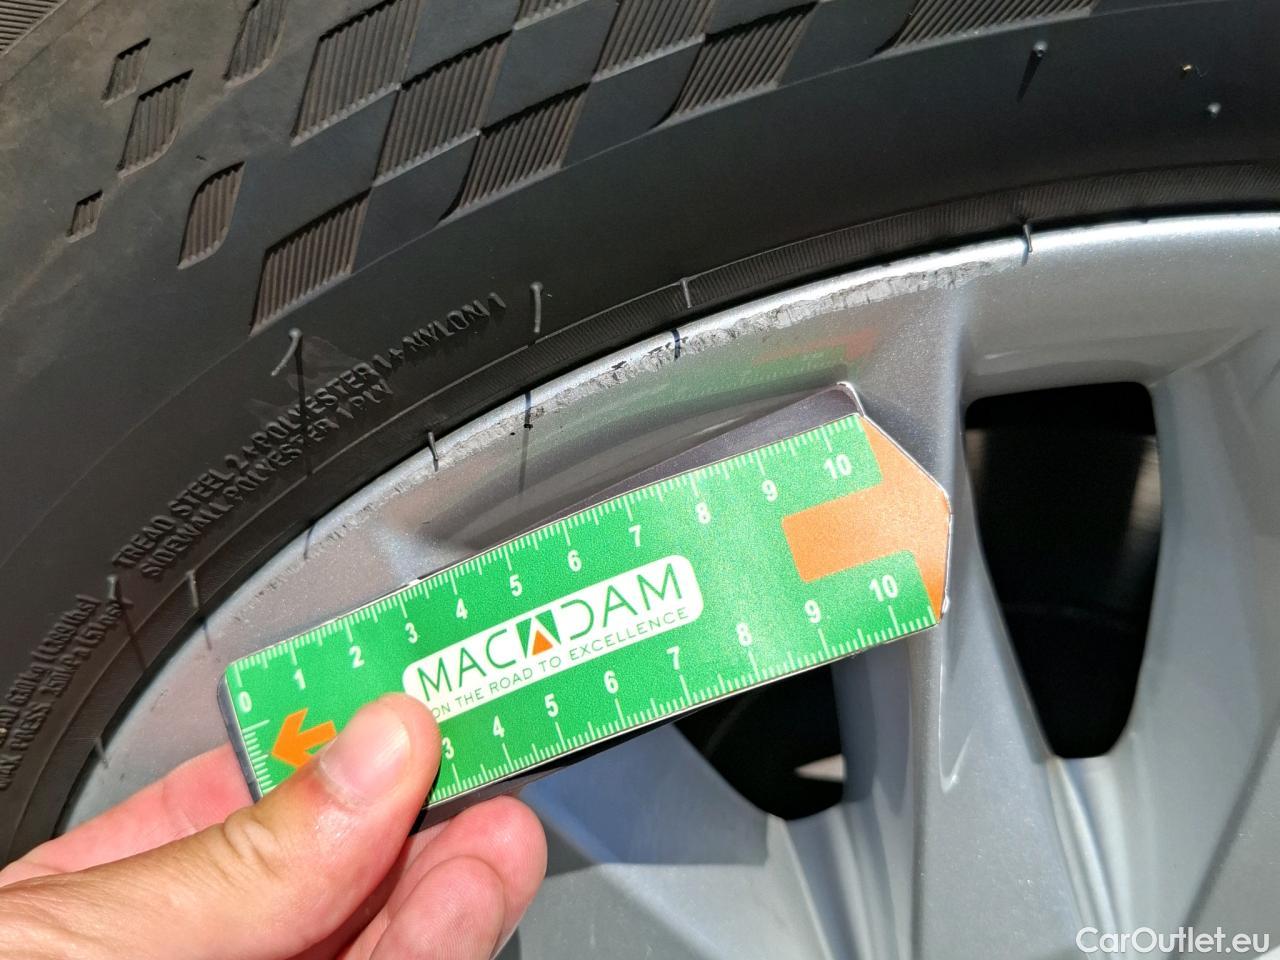 TREAD STEEL 2 + POLYESTER 1 + NYLON 1
SIDEWALL POLYESTER 1 PLY
0 1 2 3 4 5 6 7 8 9 10
MACADAM
ON THE ROAD TO EXCELLENCE
3 4 5 6 7 8 9 10
CarOutlet.eu